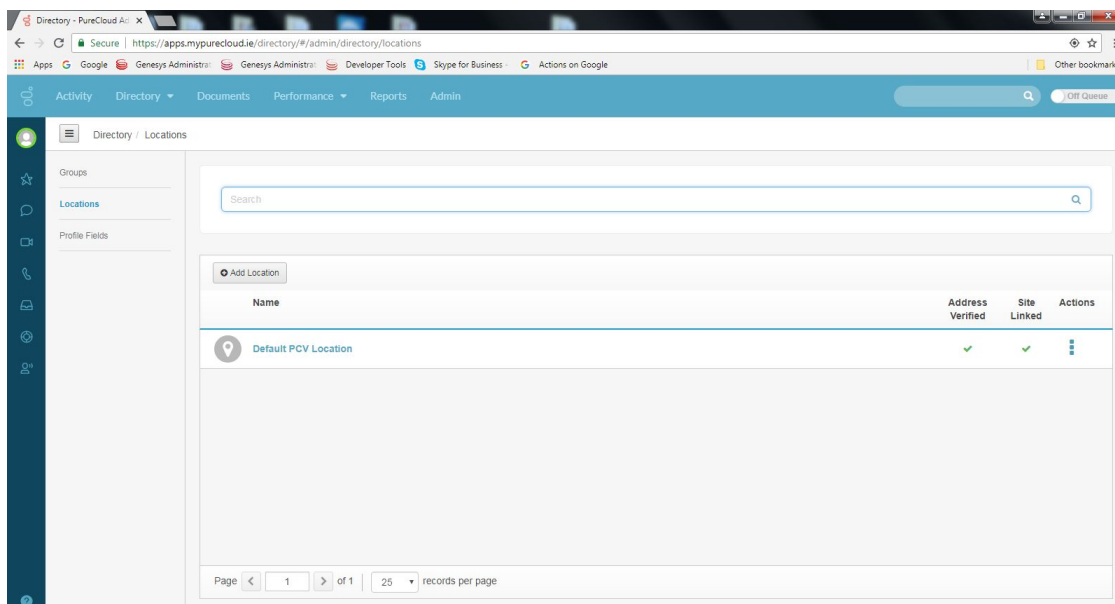 Directory - PureCloud Ad
Secure | https://apps.mypurecloud.ie/directory/#/admin/directory/locations
Apps Google Genesys Administrat Genesys Administrat Developer Tools Skype for Business - Actions on Google Other bookmark
Activity Directory Documents Performance Reports Admin Off Queue
Directory / Locations
Groups
Locations
Profile Fields
Search
Add Location
Name Address Verified Site Linked Actions
Default PCV Location
Page 1 of 1 25 records per page